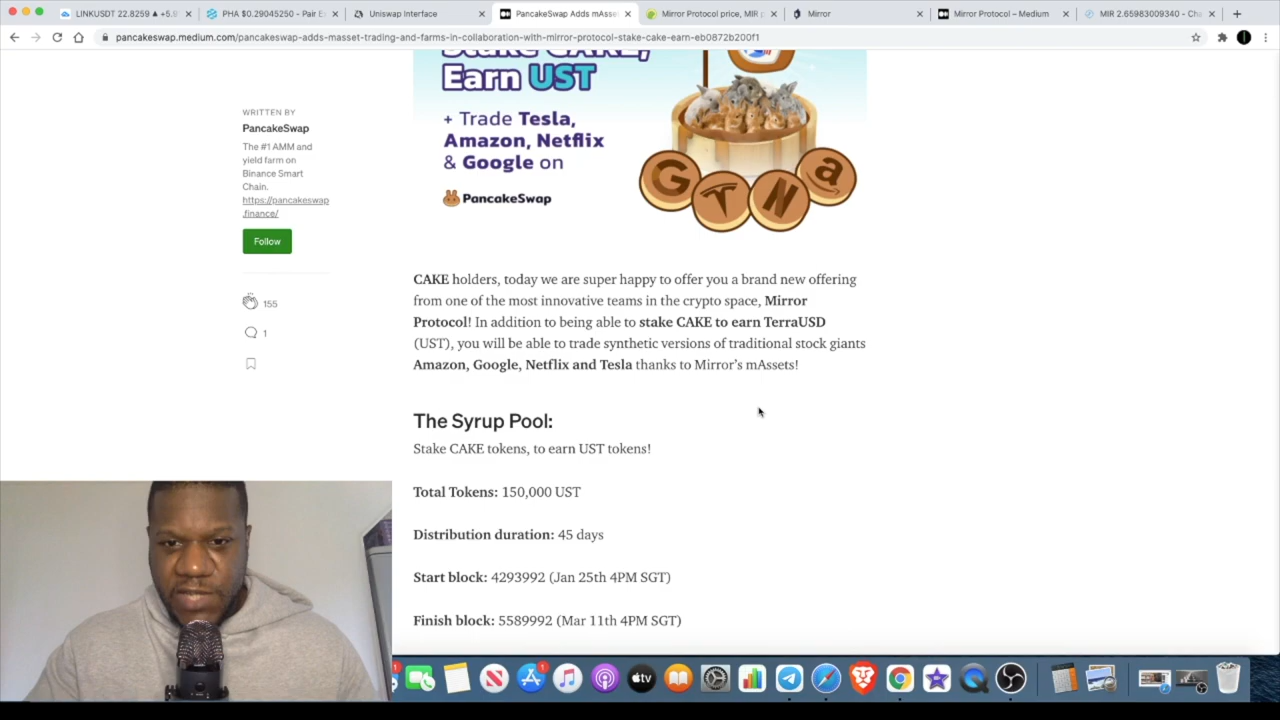 LINKUSDT 22.8259 ▲ +5.9
PHA $0.29045250 - Pair E
Uniswap Interface
PancakeSwap Adds mAsse
Mirror Protocol price, MIR p
Mirror
Mirror Protocol – Medium
MIR 2.65983009340 - Cha
pancakeswap.medium.com/pancakeswap-adds-masset-trading-and-farms-in-collaboration-with-mirror-protocol-stake-cake-earn-eb0872b200f1
Stake CAKE,
Earn UST
+ Trade Tesla,
Amazon, Netflix
& Google on
PancakeSwap
G T N a
WRITTEN BY
PancakeSwap
The #1 AMM and
yield farm on
Binance Smart
Chain.
https://pancakeswap
.finance/
Follow
155
1
CAKE holders, today we are super happy to offer you a brand new offering
from one of the most innovative teams in the crypto space, Mirror
Protocol! In addition to being able to stake CAKE to earn TerraUSD
(UST), you will be able to trade synthetic versions of traditional stock giants
Amazon, Google, Netflix and Tesla thanks to Mirror's mAssets!
The Syrup Pool:
Stake CAKE tokens, to earn UST tokens!
Total Tokens: 150,000 UST
Distribution duration: 45 days
Start block: 4293992 (Jan 25th 4PM SGT)
Finish block: 5589992 (Mar 11th 4PM SGT)
1
1
tv